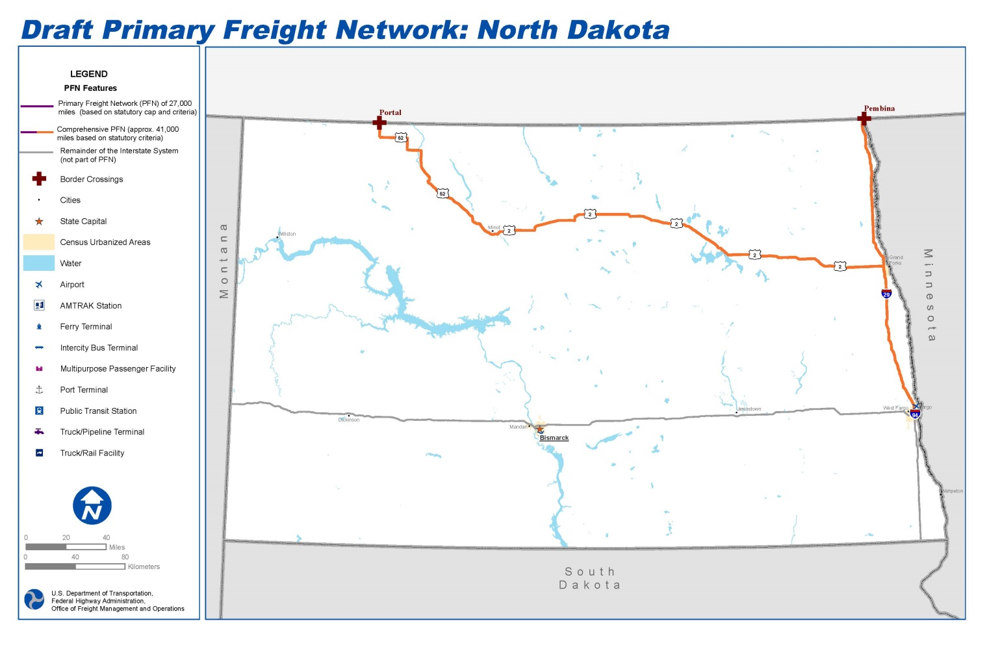 Draft Primary Freight Network: North Dakota
LEGEND
PFN Features
Primary Freight Network (PFN) of 27,000
miles (based on statutory cap and criteria)
Comprehensive PFN (approx. 41,000
miles based on statutory criteria)
Remainder of the Interstate System
(not part of PFN)
Border Crossings
Cities
State Capital
Census Urbanized Areas
Water
Airport
AMTRAK Station
Ferry Terminal
Intercity Bus Terminal
Multipurpose Passenger Facility
Port Terminal
Public Transit Station
Truck/Pipeline Terminal
Truck/Rail Facility
N
0 20 40
Miles
0 40 80
Kilometers
U.S. Department of Transportation,
Federal Highway Administration,
Office of Freight Management and Operations
Portal
Pembina
52
52
Minot
2
2
2
2
2
Williston
Grand
Forks
29
Montana
Minnesota
Dickinson
Mandan
Bismarck
Jamestown
West Fargo
Fargo
94
Wahpeton
South
Dakota